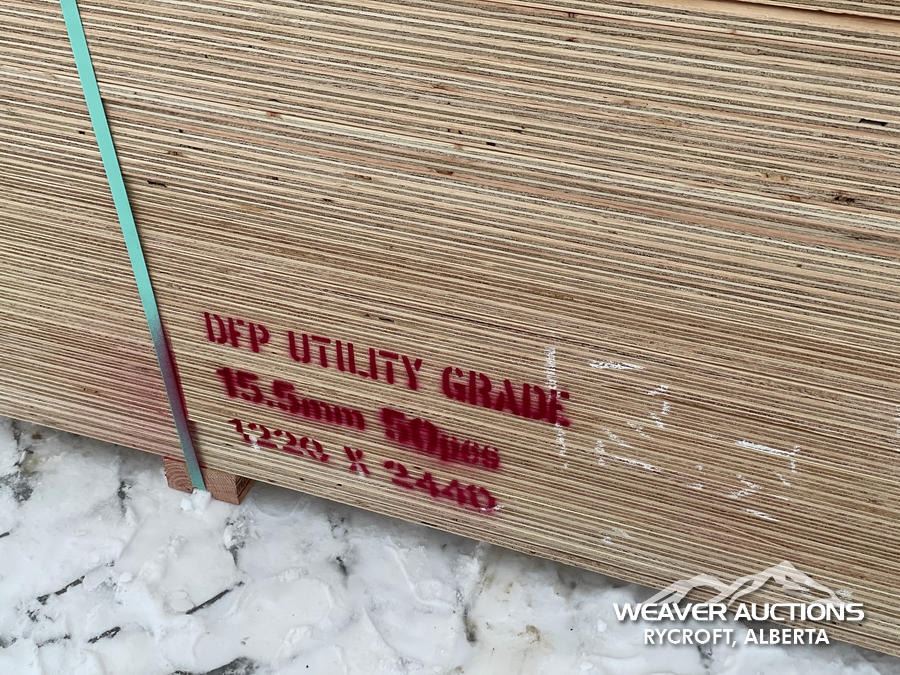 DFP UTILITY GRADE
15.5mm 50pcs
1220 X 2440
WEAVER AUCTIONS
RYCROFT, ALBERTA